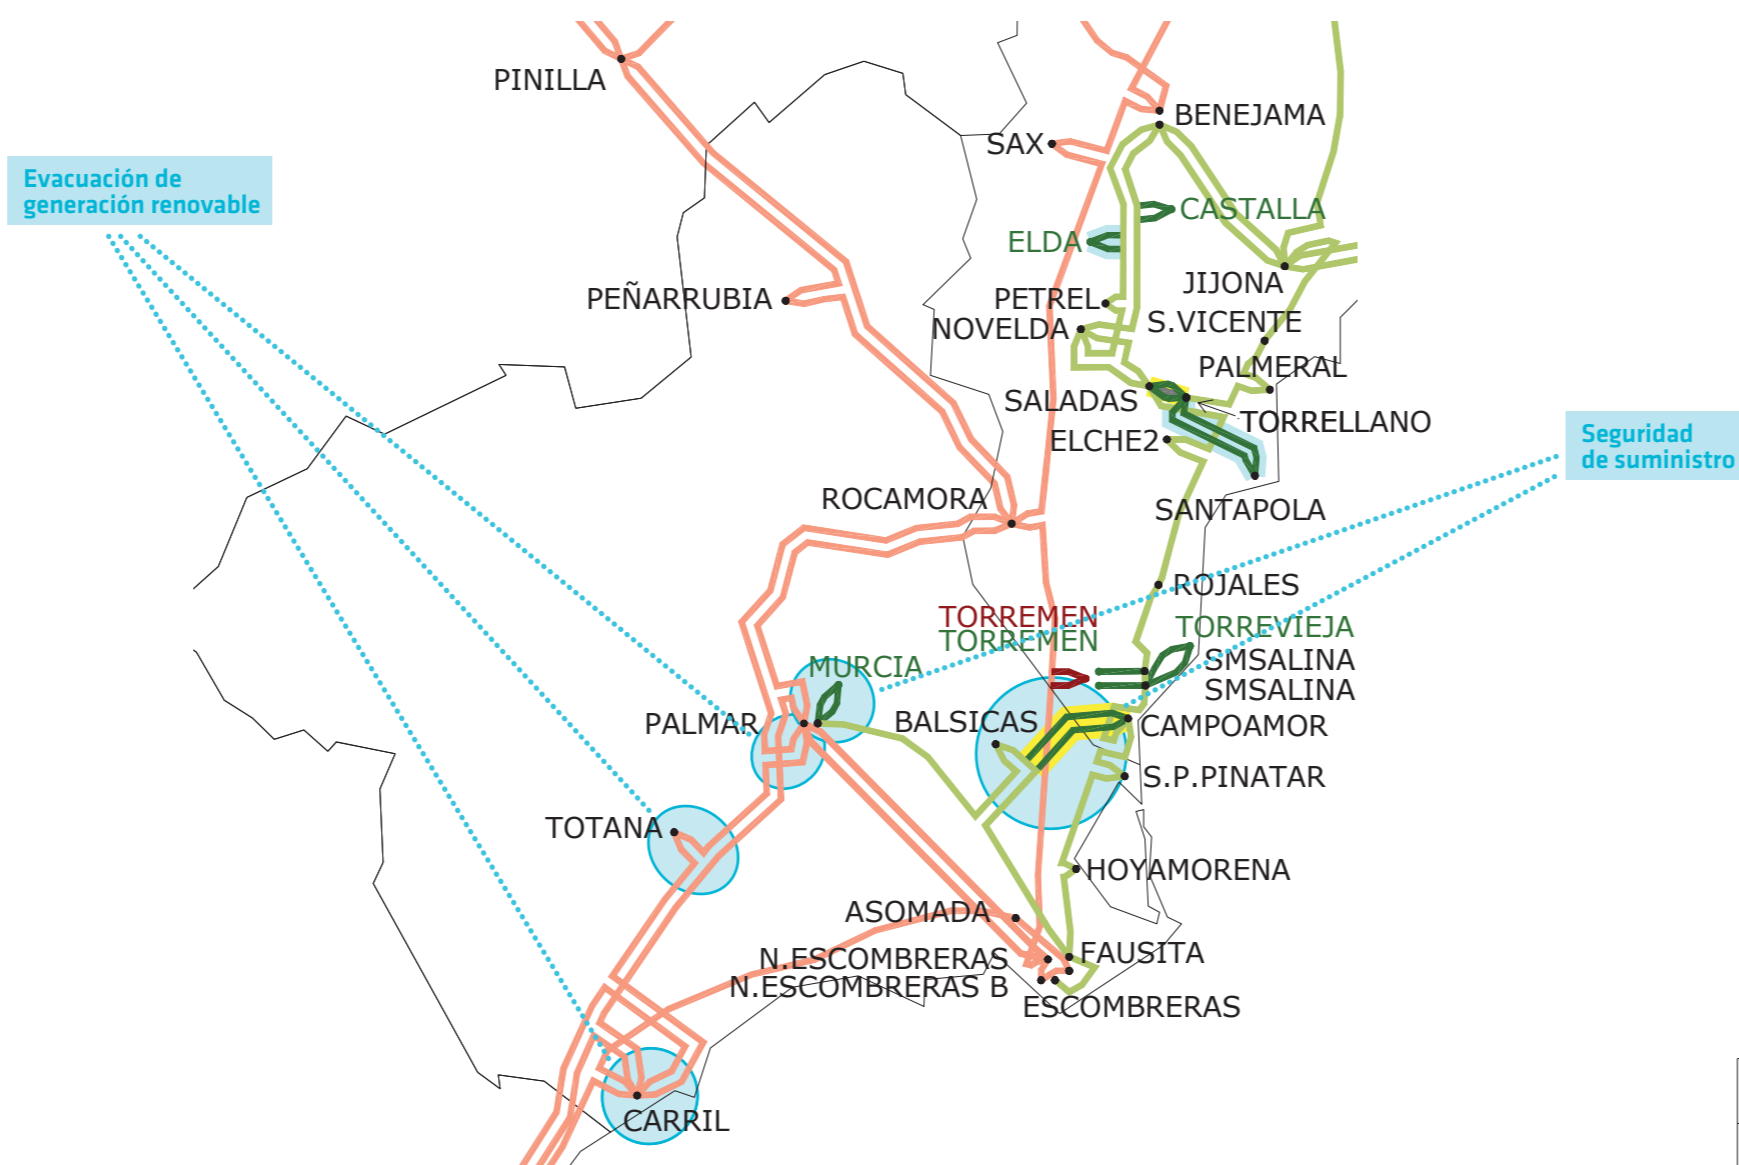 PINILLA
BENEJAMA
SAX
Evacuación de
generación renovable
CASTALLA
ELDA
JIJONA
PEÑARRUBIA
PETREL
S.VICENTE
NOVELDA
PALMERAL
SALADAS
TORRELLANO
ELCHE2
Seguridad
de suministro
ROCAMORA
SANTAPOLA
ROJALES
TORREMEN
TORREMEN
TORREVIEJA
SMSALINA
SMSALINA
MURCIA
PALMAR
BALSICAS
CAMPOAMOR
S.P.PINATAR
TOTANA
HOYAMORENA
ASOMADA
FAUSITA
N.ESCOMBRERAS
N.ESCOMBRERAS B
ESCOMBRERAS
CARRIL